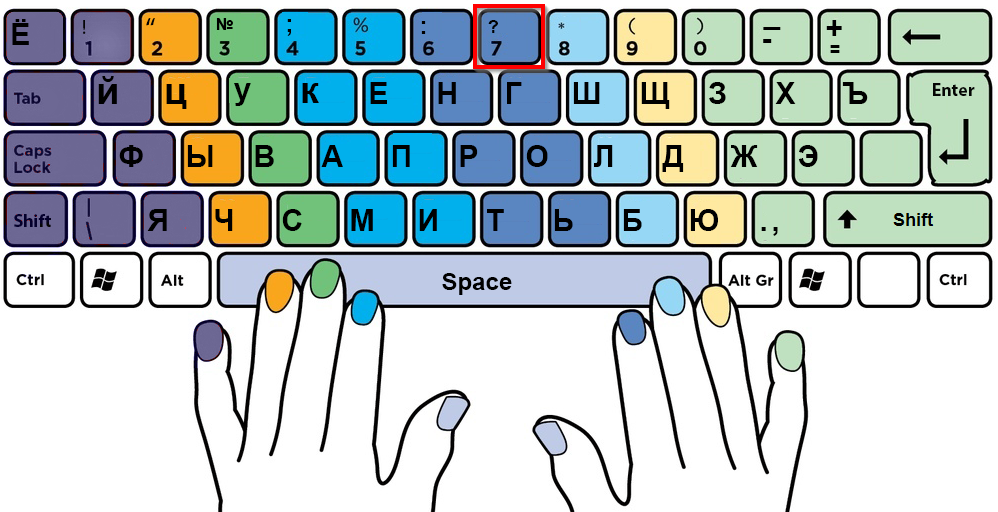 Ё ! 1 “ 2 № 3 ; 4 % 5 : 6 ? 7 * 8 ( 9 ) 0 — - + =
Tab Й Ц У К Е Н Г Ш Щ З Х Ъ Enter
Caps Lock Ф Ы В А П Р О Л Д Ж Э
Shift | \ Я Ч С М И Т Ь Б Ю . , Shift
Ctrl Alt Space Alt Gr Ctrl